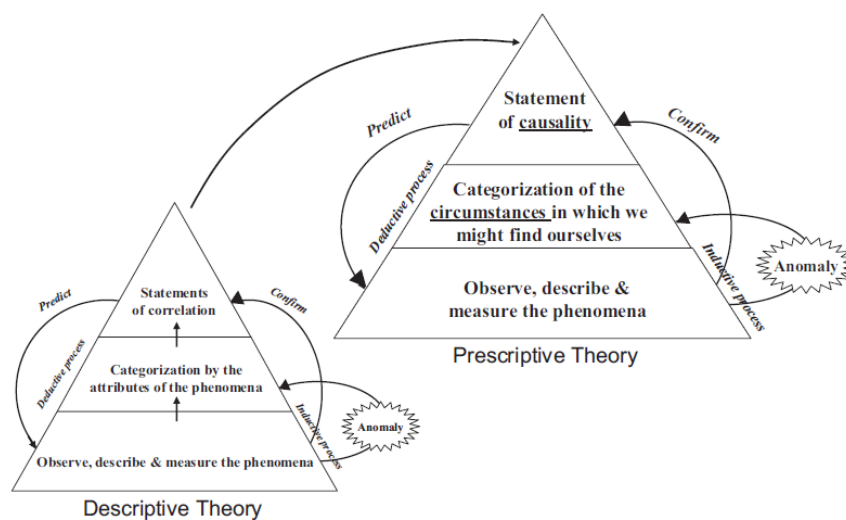 Statement
of causality
Predict
Confirm
Deductive process
Categorization of the
circumstances in which we
might find ourselves
Inductive process
Anomaly
Observe, describe &
measure the phenomena
Prescriptive Theory
Statements
of correlation
Predict
Confirm
Deductive process
Categorization by the
attributes of the phenomena
Inductive process
Anomaly
Observe, describe & measure the phenomena
Descriptive Theory